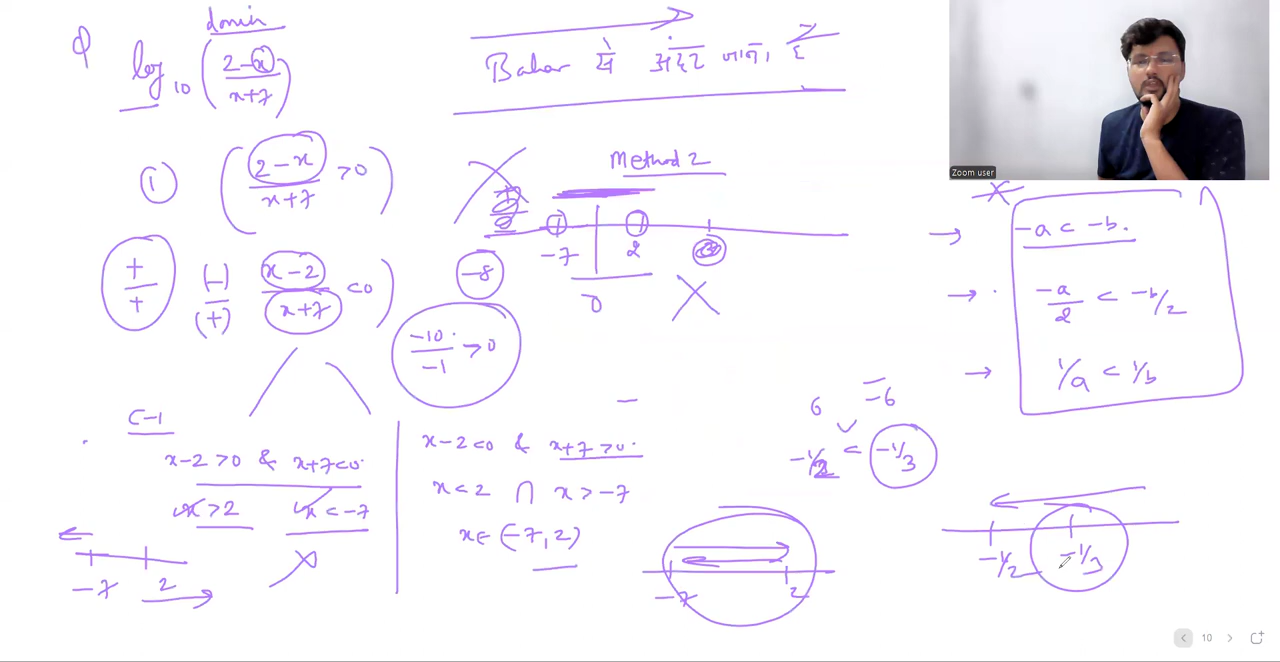 Q
domain
log₁₀ (2-x / x+7)
Bahar से अंदर जाना है
① (2-x / x+7 > 0)
Method 2
-7 2
0
-8
+ / + (-) / (+) x-2 / x+7 < 0)
-10 / -1 > 0
C-1
x-2 > 0 & x+7 < 0
x > 2 x < -7
-7 2
x-2 < 0 & x+7 > 0
x < 2 ∩ x > -7
x ∈ (-7, 2)
-7 2
6 -6
-1/2 < -1/3
-1/2 -1/3
-a < -b.
→ -a/2 < -b/2
→ 1/a < 1/b
Zoom user
10